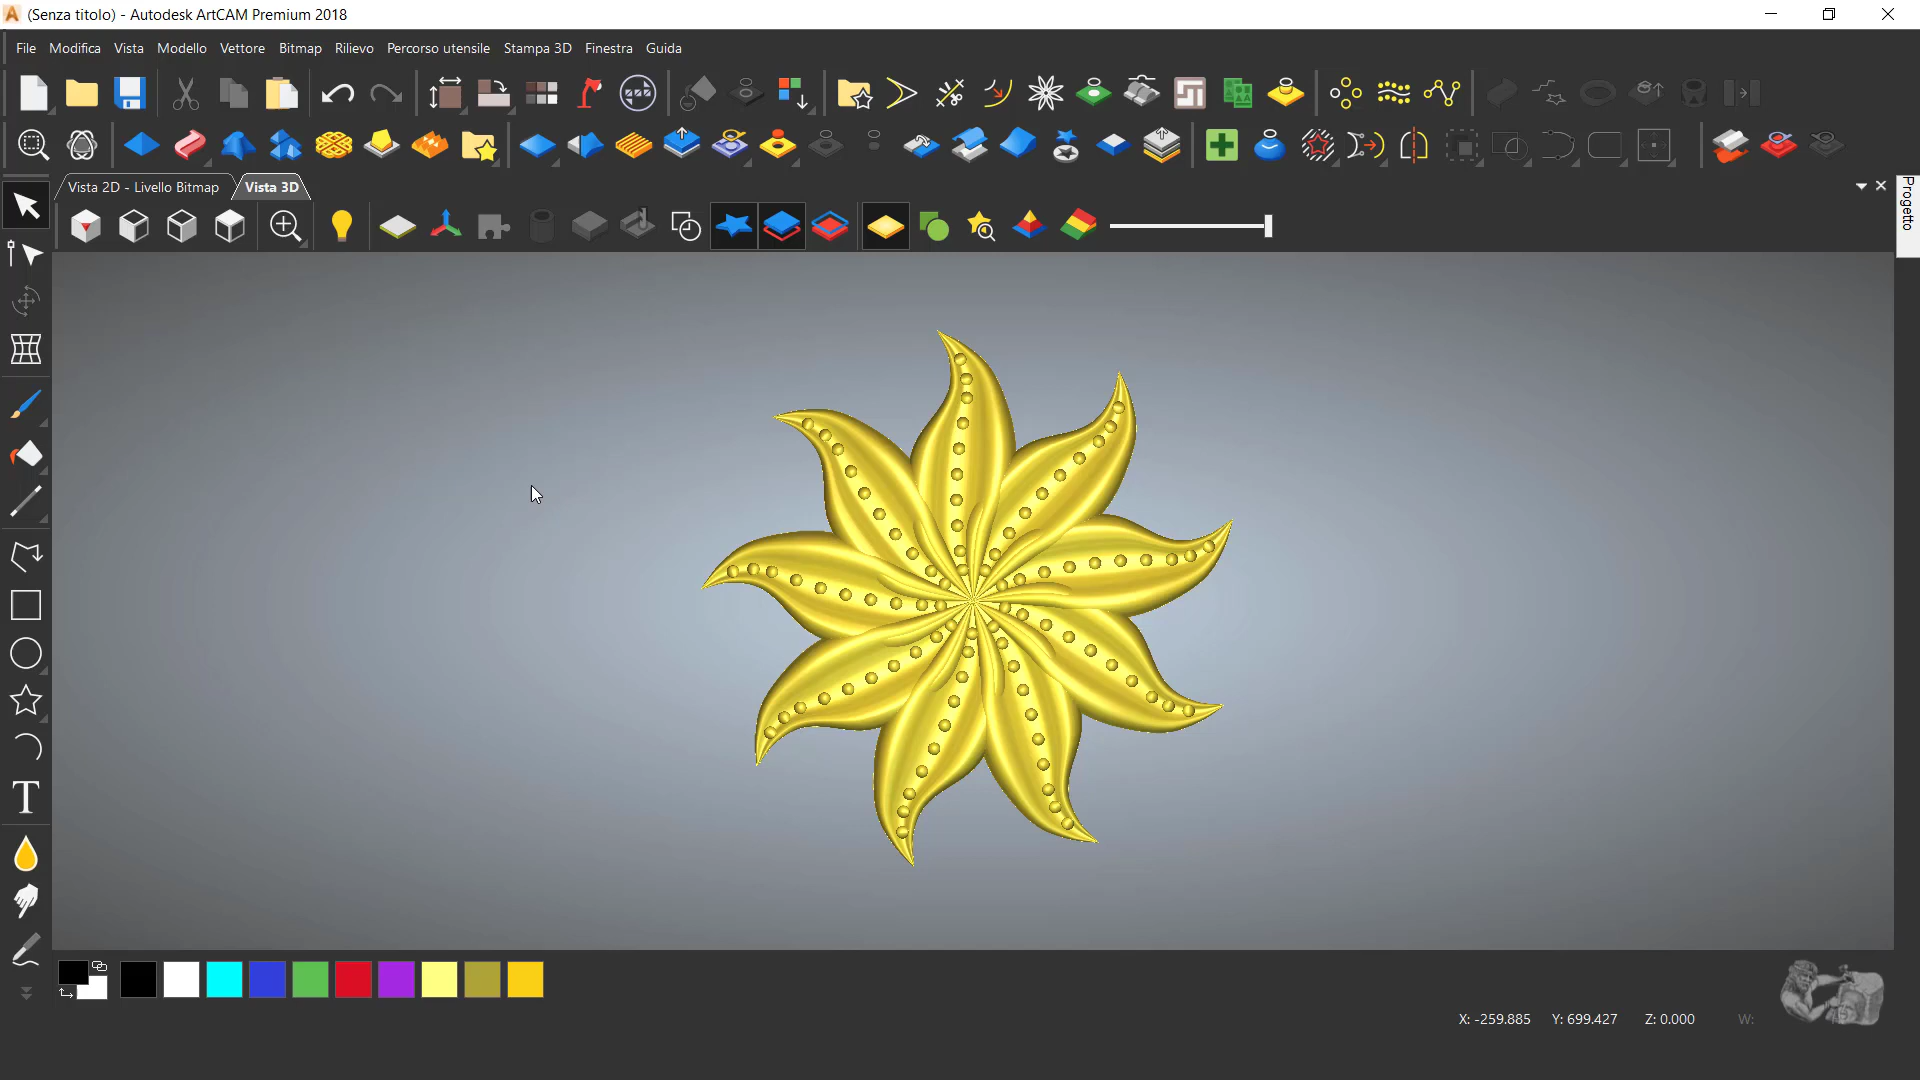 (Senza titolo) - Autodesk ArtCAM Premium 2018
File Modifica Vista Modello Vettore Bitmap Rilievo Percorso utensile Stampa 3D Finestra Guida
Vista 2D - Livello Bitmap Vista 3D
Progetto
X: -259.885 Y: 699.427 Z: 0.000 W: